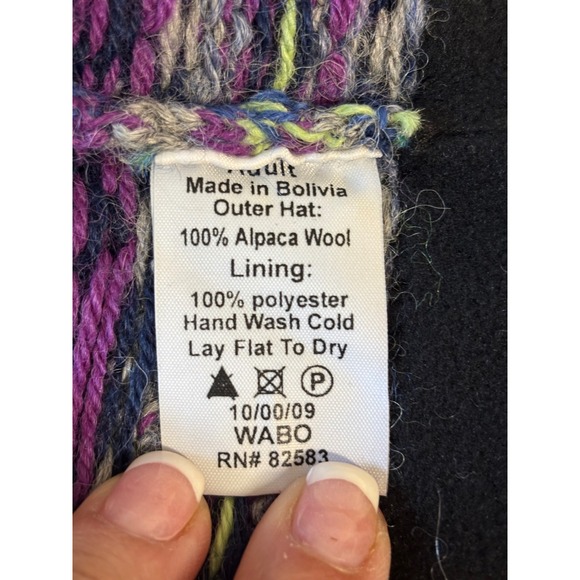 Adult
Made in Bolivia
Outer Hat:
100% Alpaca Wool
Lining:
100% polyester
Hand Wash Cold
Lay Flat To Dry
P
10/00/09
WABO
RN# 82583